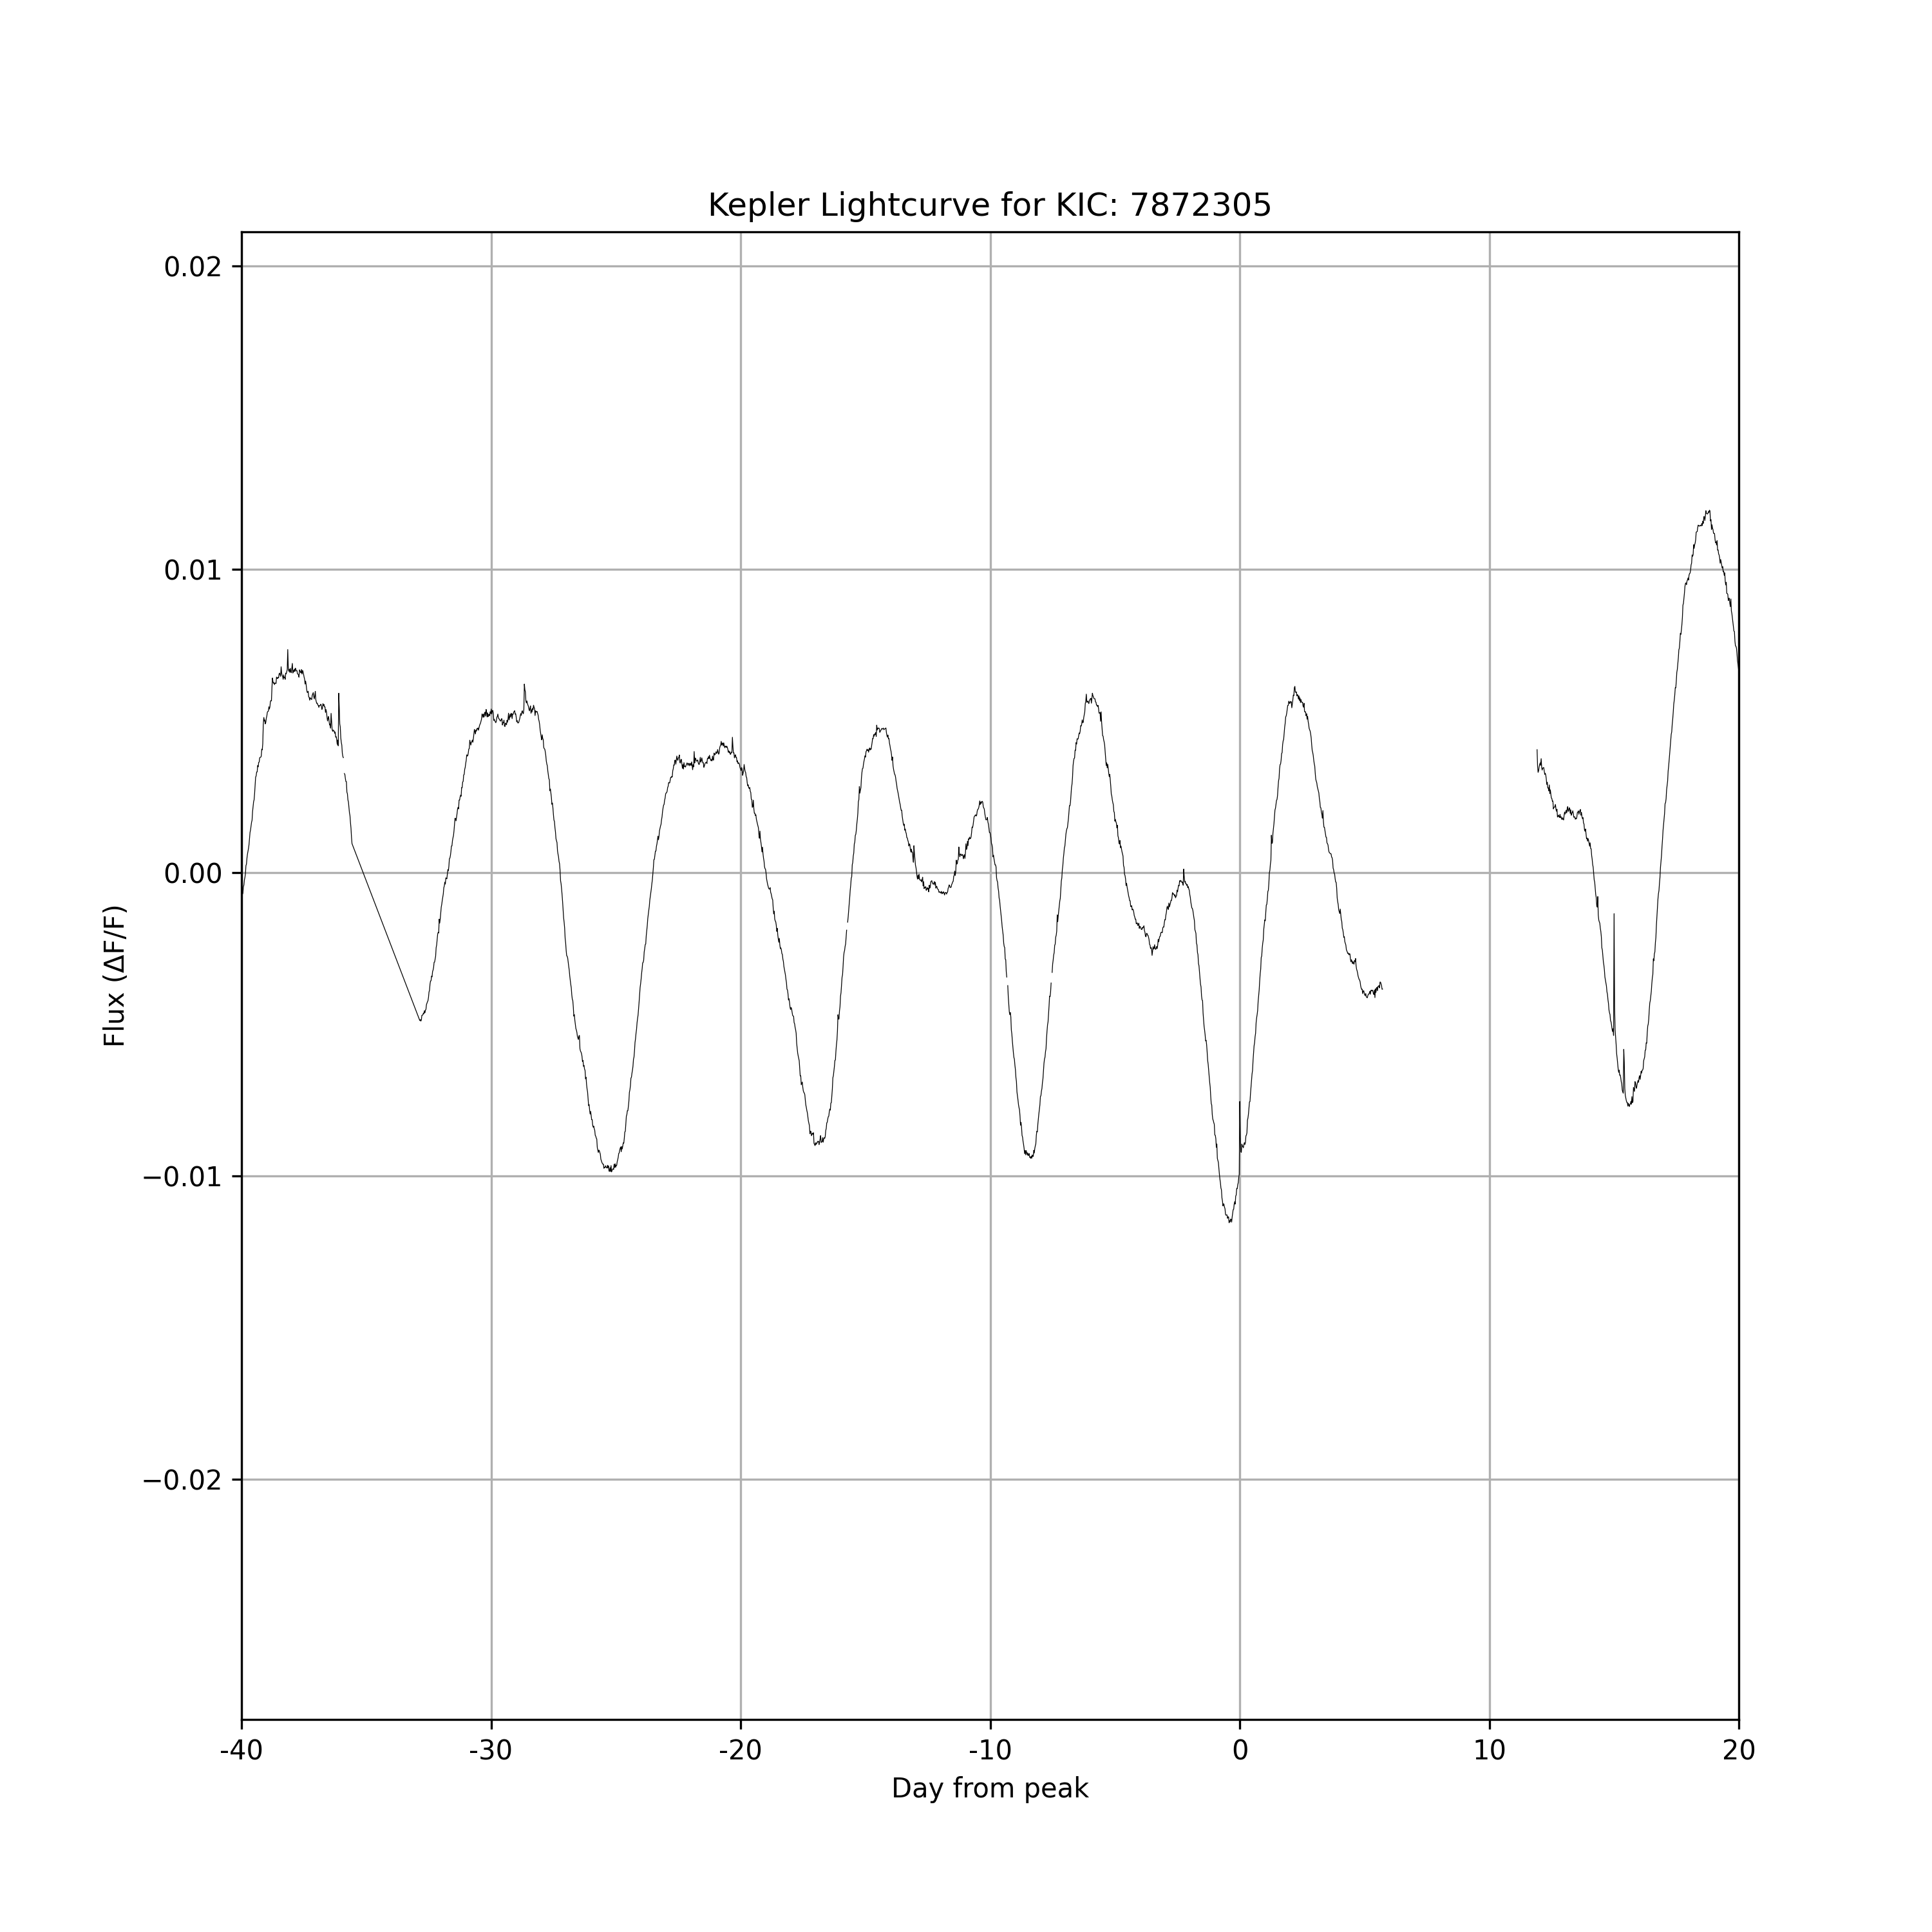 Kepler Lightcurve for KIC: 7872305
0.02
0.01
0.00
−0.01
−0.02
Flux (ΔF/F)
-40 -30 -20 -10 0 10 20
Day from peak